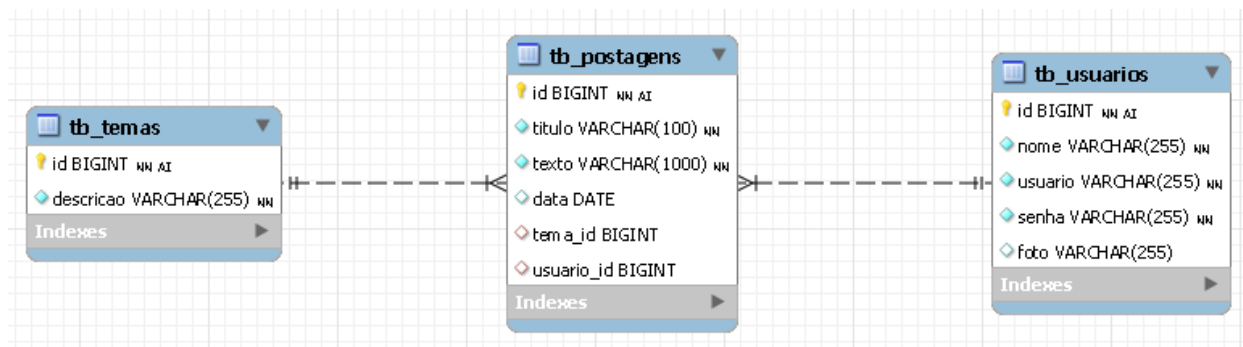 tb_temas
id BIGINT NN AI
descricao VARCHAR(255) NN
Indexes
tb_postagens
id BIGINT NN AI
titulo VARCHAR(100) NN
texto VARCHAR(1000) NN
data DATE
tema_id BIGINT
usuario_id BIGINT
Indexes
tb_usuarios
id BIGINT NN AI
nome VARCHAR(255) NN
usuario VARCHAR(255) NN
senha VARCHAR(255) NN
foto VARCHAR(255)
Indexes